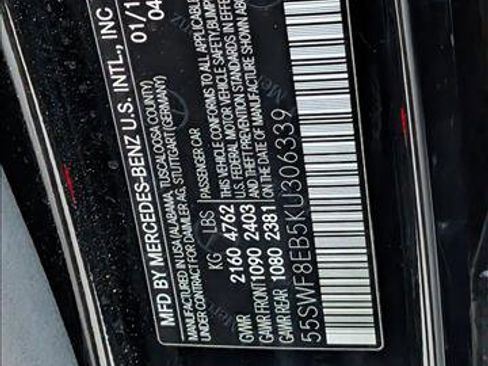 MFD BY MERCEDES-BENZ U.S. INTL., INC
MANUFACTURED IN USA (ALABAMA, TUSCALOOSA COUNTY)
UNDER CONTRACT FROM DAIMLER AG, STUTTGART (GERMANY)
01/1
04
KG LBS
GVWR 2160 4762
GAWR FRONT 1090 2403
GAWR REAR 1080 2381
PASSENGER CAR
THIS VEHICLE CONFORMS TO ALL APPLICABLE
U.S. FEDERAL MOTOR VEHICLE SAFETY, BUMPER
AND THEFT PREVENTION STANDARDS IN EFFECT
ON THE DATE OF MANUFACTURE SHOWN ABO
55SWF8EB5KU306339